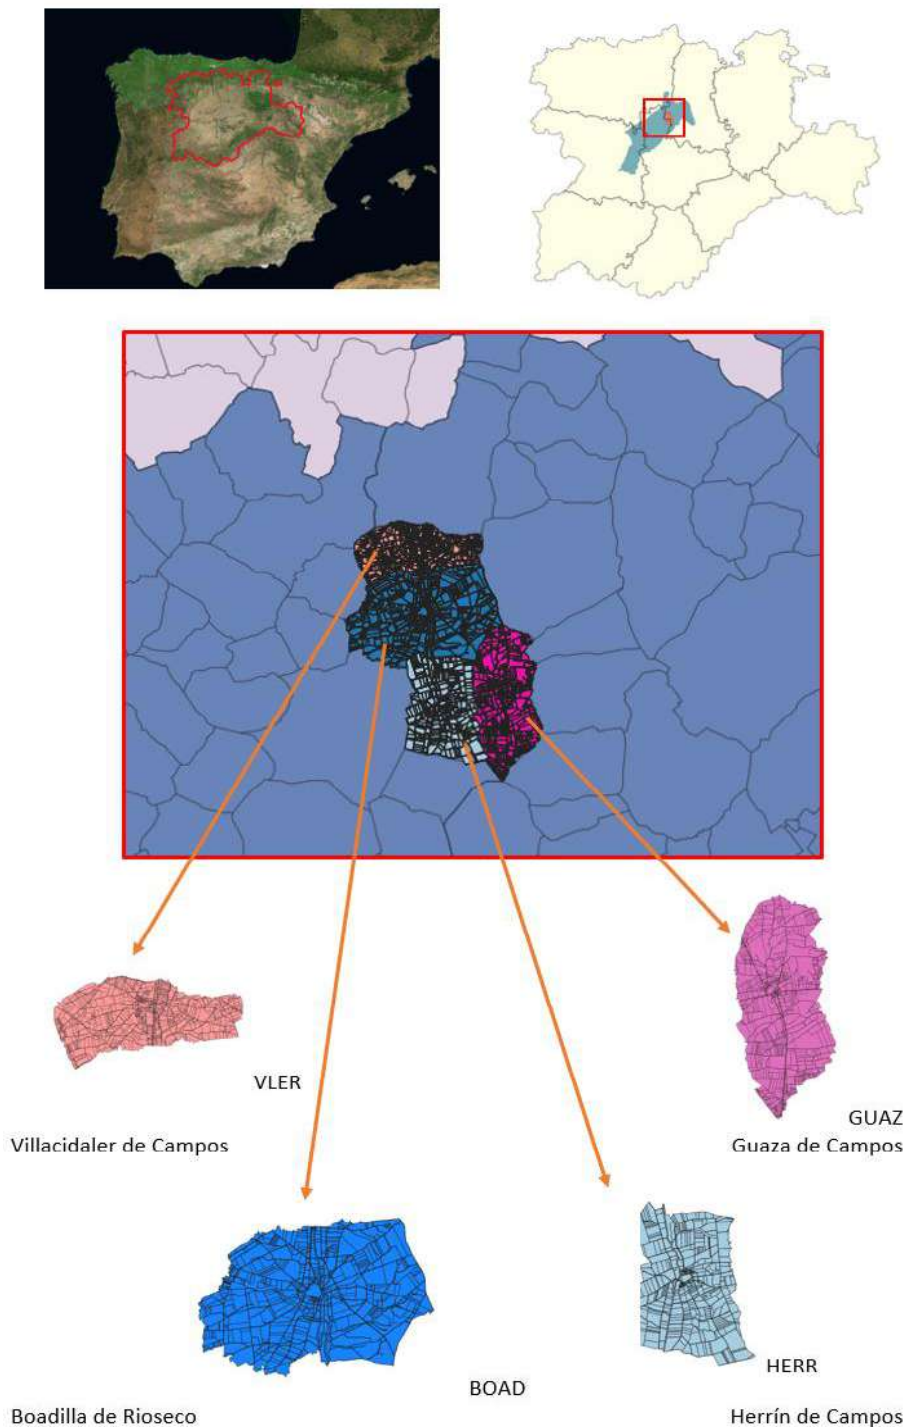 VLER
Villacidaler de Campos
GUAZ
Guaza de Campos
BOAD
Boadilla de Rioseco
HERR
Herrín de Campos